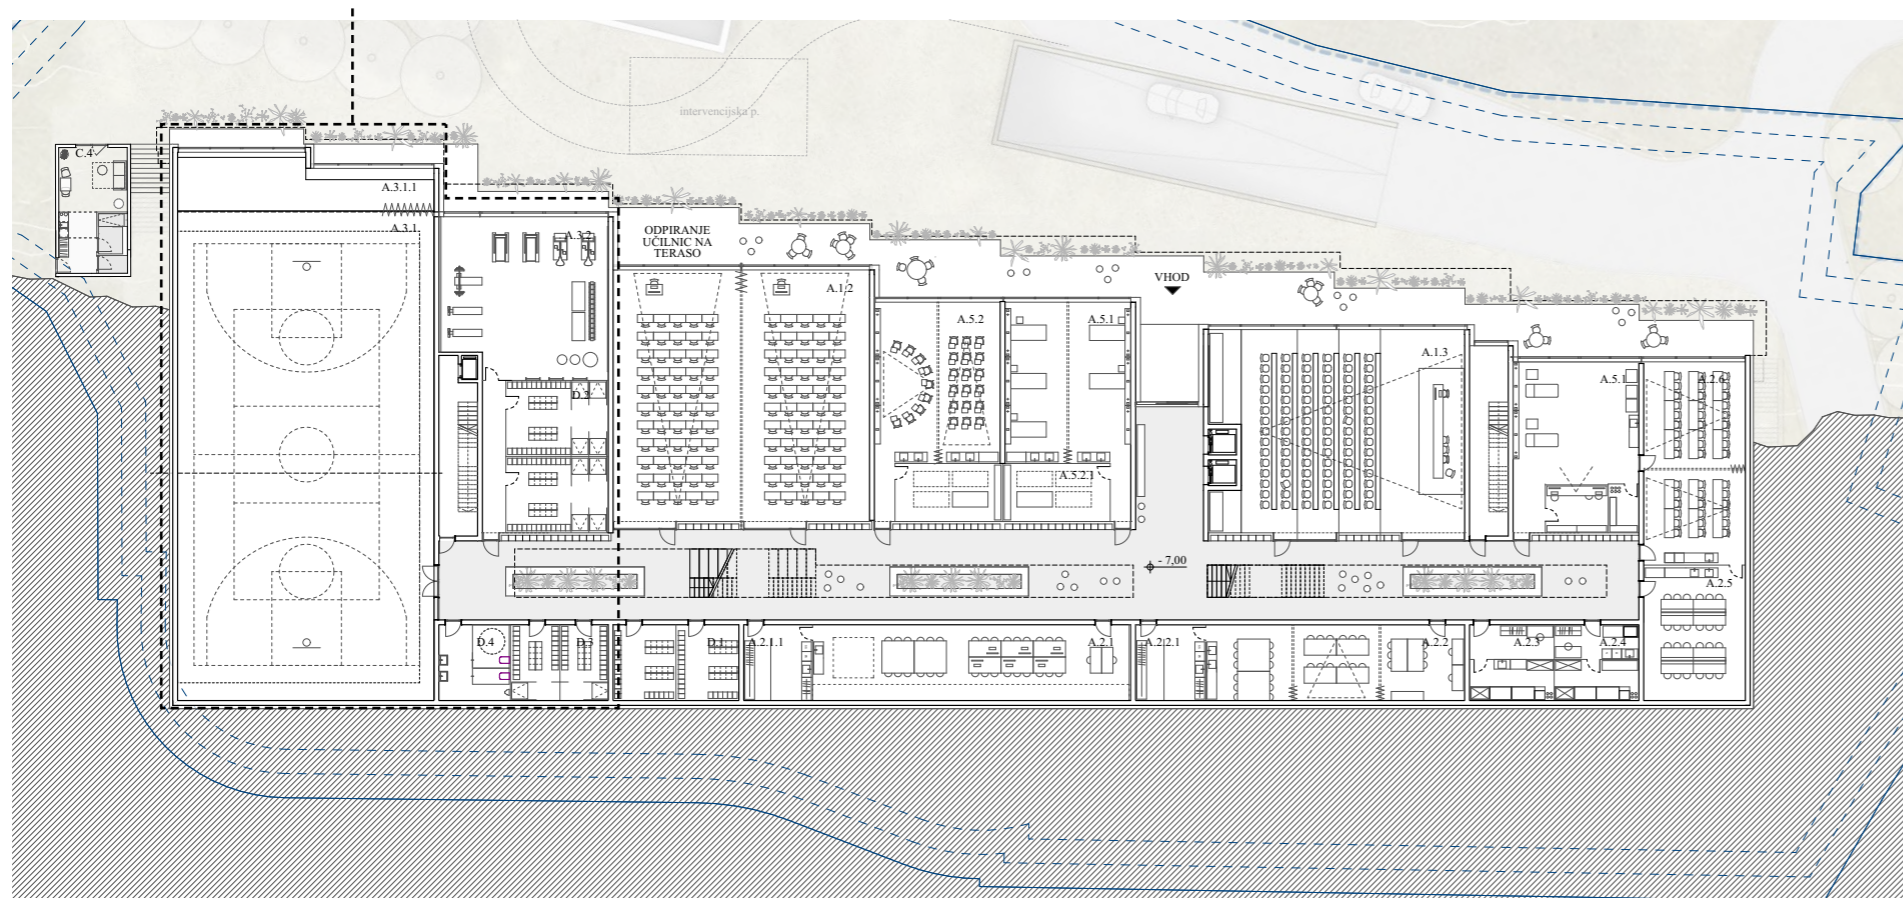 intervencijska p.
C.4
A.3.1.1
A.3.1
A.3.2
ODPIRANJE
UČILNIC NA
TERASO
VHOD
A.1.2
A.5.2
A.5.1
A.1.3
A.5.1
A.2.6
D.2
A.5.2.1
- 7,00
A.2.5
D.4
D.3
D.1
A.2.1.1
A.2.1
A.2.2.1
A.2.2
A.2.3
A.2.4